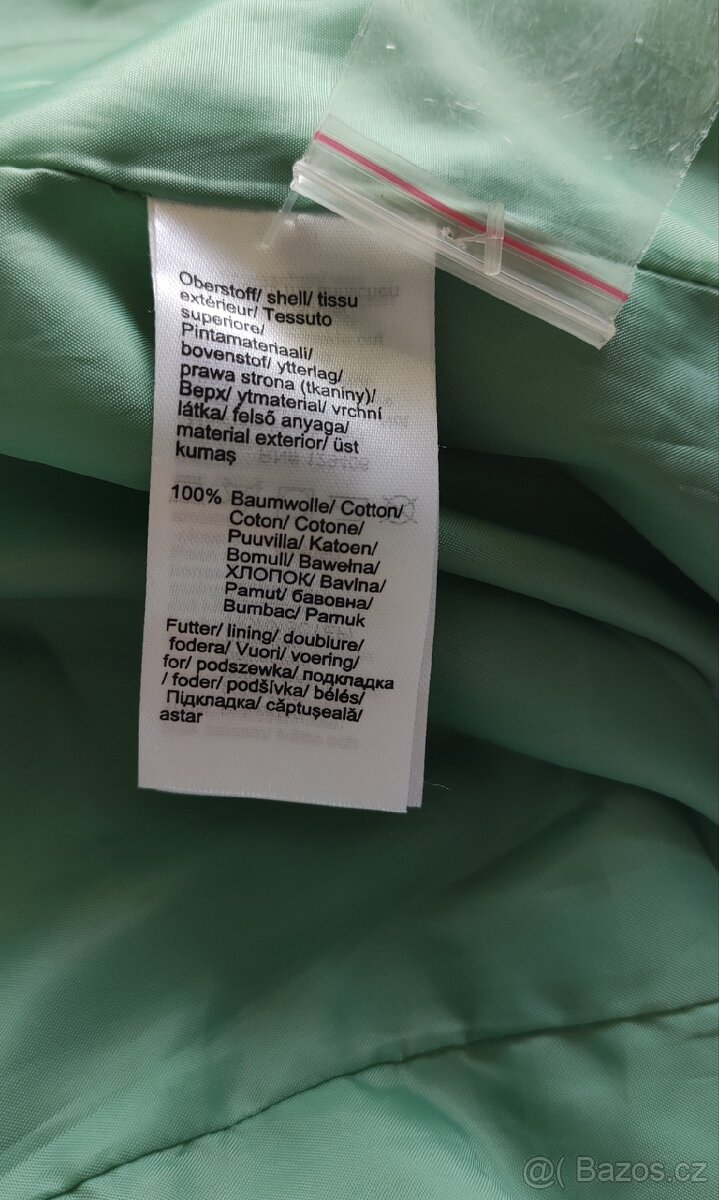 Oberstoff/ shell/ tissu
extérieur/ Tessuto
superiore/
Pintamateriaali/
bovenstof/ ytterlag/
prawa strona (tkaniny)/
Верх/ ytmaterial/ vrchní
látka/ felső anyaga/
material exterior/ üst
kumaş
100% Baumwolle/ Cotton/
Coton/ Cotone/
Puuvilla/ Katoen/
Bomull/ Bawełna/
ХЛОПОК/ Bavlna/
Pamut/ бавовна/
Bumbac/ Pamuk
Futter/ lining/ doublure/
fodera/ Vuori/ voering/
for/ podszewka/ подкладка
/ foder/ podšívka/ bélés/
Підкладка/ căptușeală/
astar
@( Bazos.cz